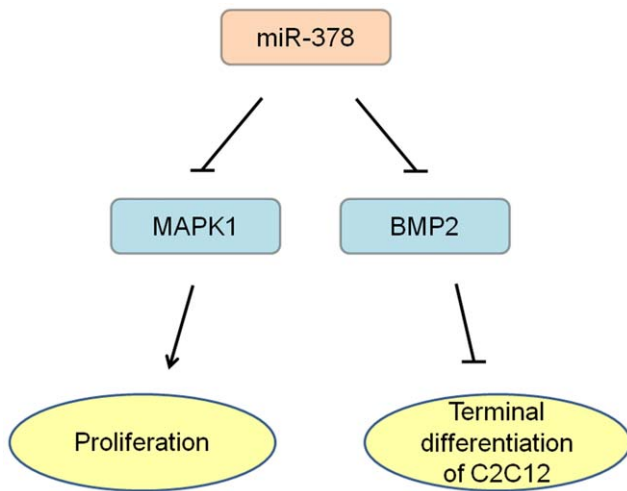 miR-378
MAPK1
BMP2
Proliferation
Terminal
differentiation
of C2C12